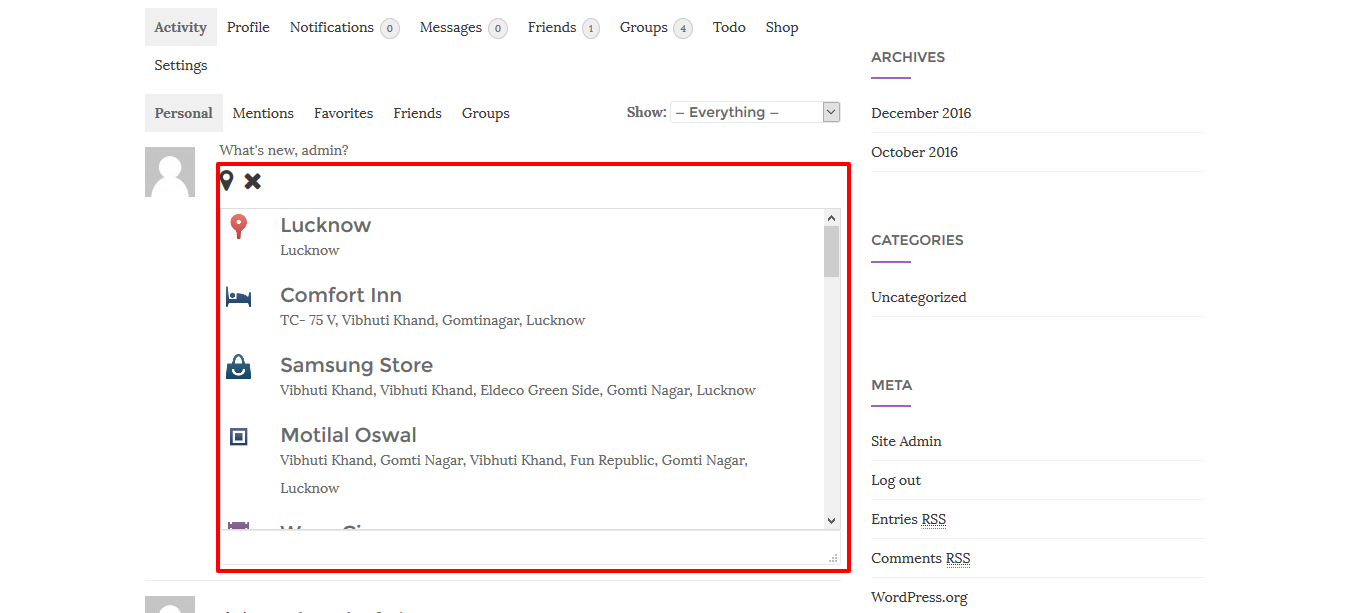 Activity Profile Notifications 0 Messages 0 Friends 1 Groups 4 Todo Shop
Settings
Personal Mentions Favorites Friends Groups Show: – Everything –
What's new, admin?
Lucknow
Lucknow
Comfort Inn
TC- 75 V, Vibhuti Khand, Gomtinagar, Lucknow
Samsung Store
Vibhuti Khand, Vibhuti Khand, Eldeco Green Side, Gomti Nagar, Lucknow
Motilal Oswal
Vibhuti Khand, Gomti Nagar, Vibhuti Khand, Fun Republic, Gomti Nagar,
Lucknow
ARCHIVES
December 2016
October 2016
CATEGORIES
Uncategorized
META
Site Admin
Log out
Entries RSS
Comments RSS
WordPress.org